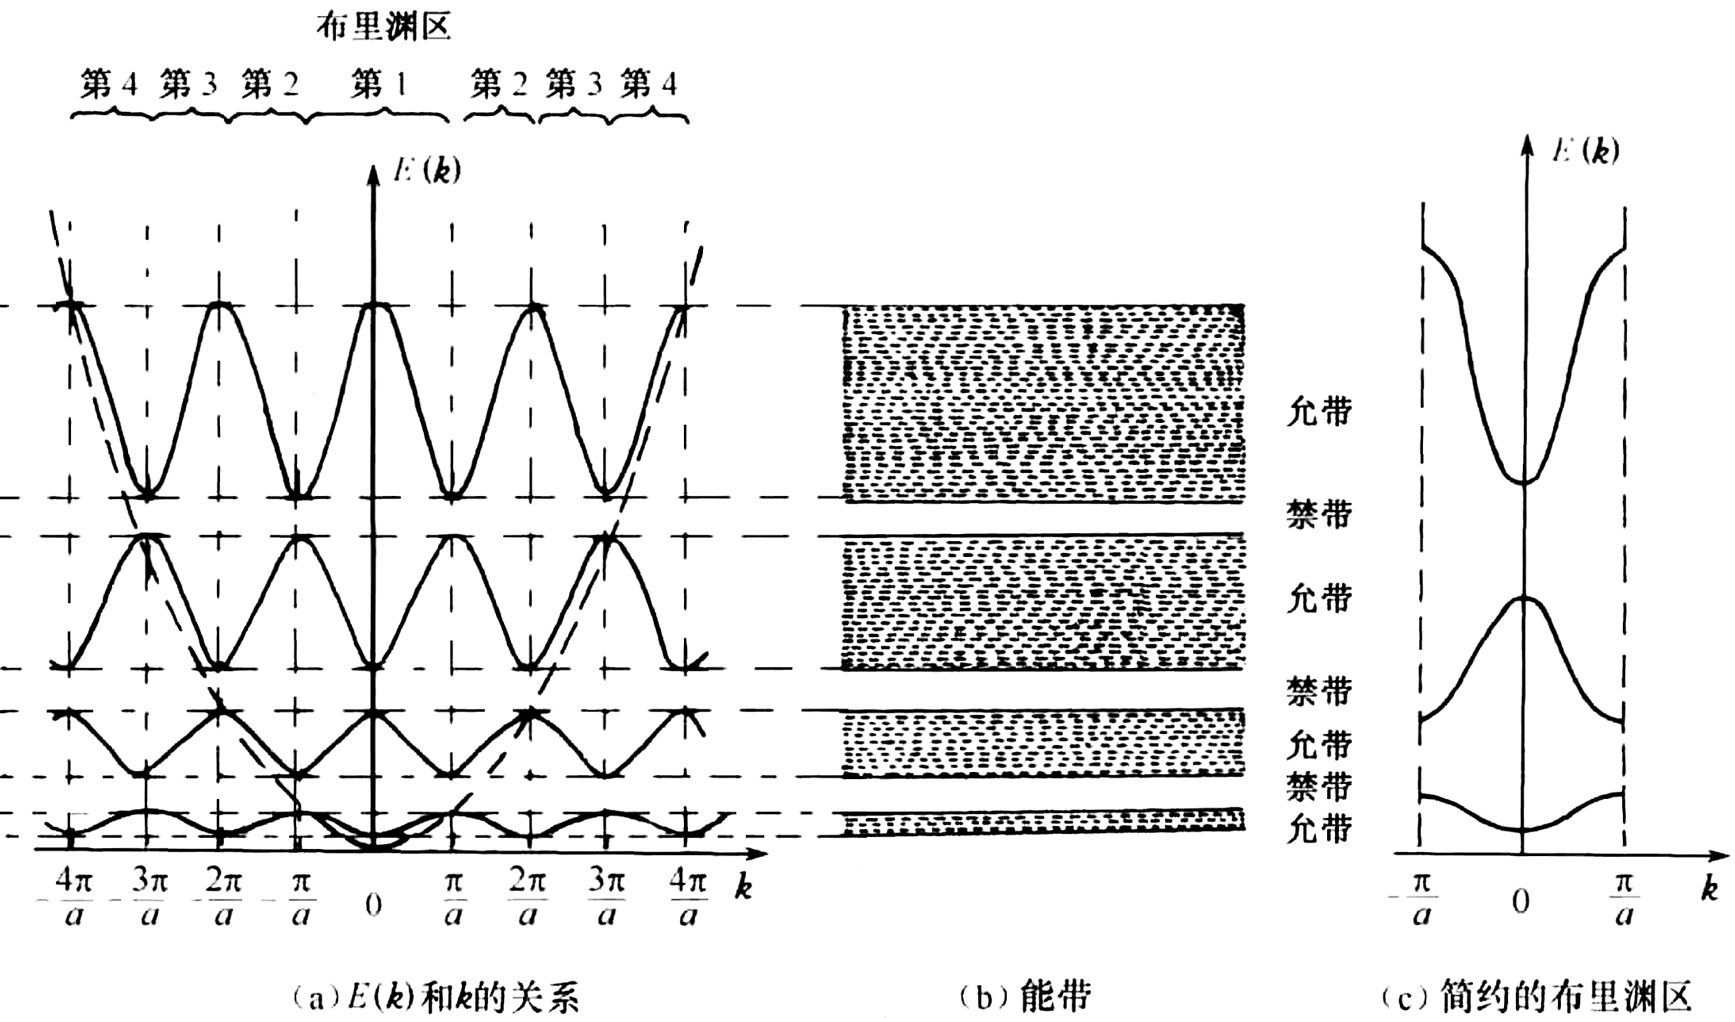 布里渊区
第4 第3 第2 第1 第2 第3 第4
E(k)
E(k)
允带
禁带
允带
禁带
允带
禁带
允带
-4π/a -3π/a -2π/a -π/a 0 π/a 2π/a 3π/a 4π/a k
-π/a 0 π/a k
(a)E(k)和k的关系
(b)能带
(c)简约的布里渊区